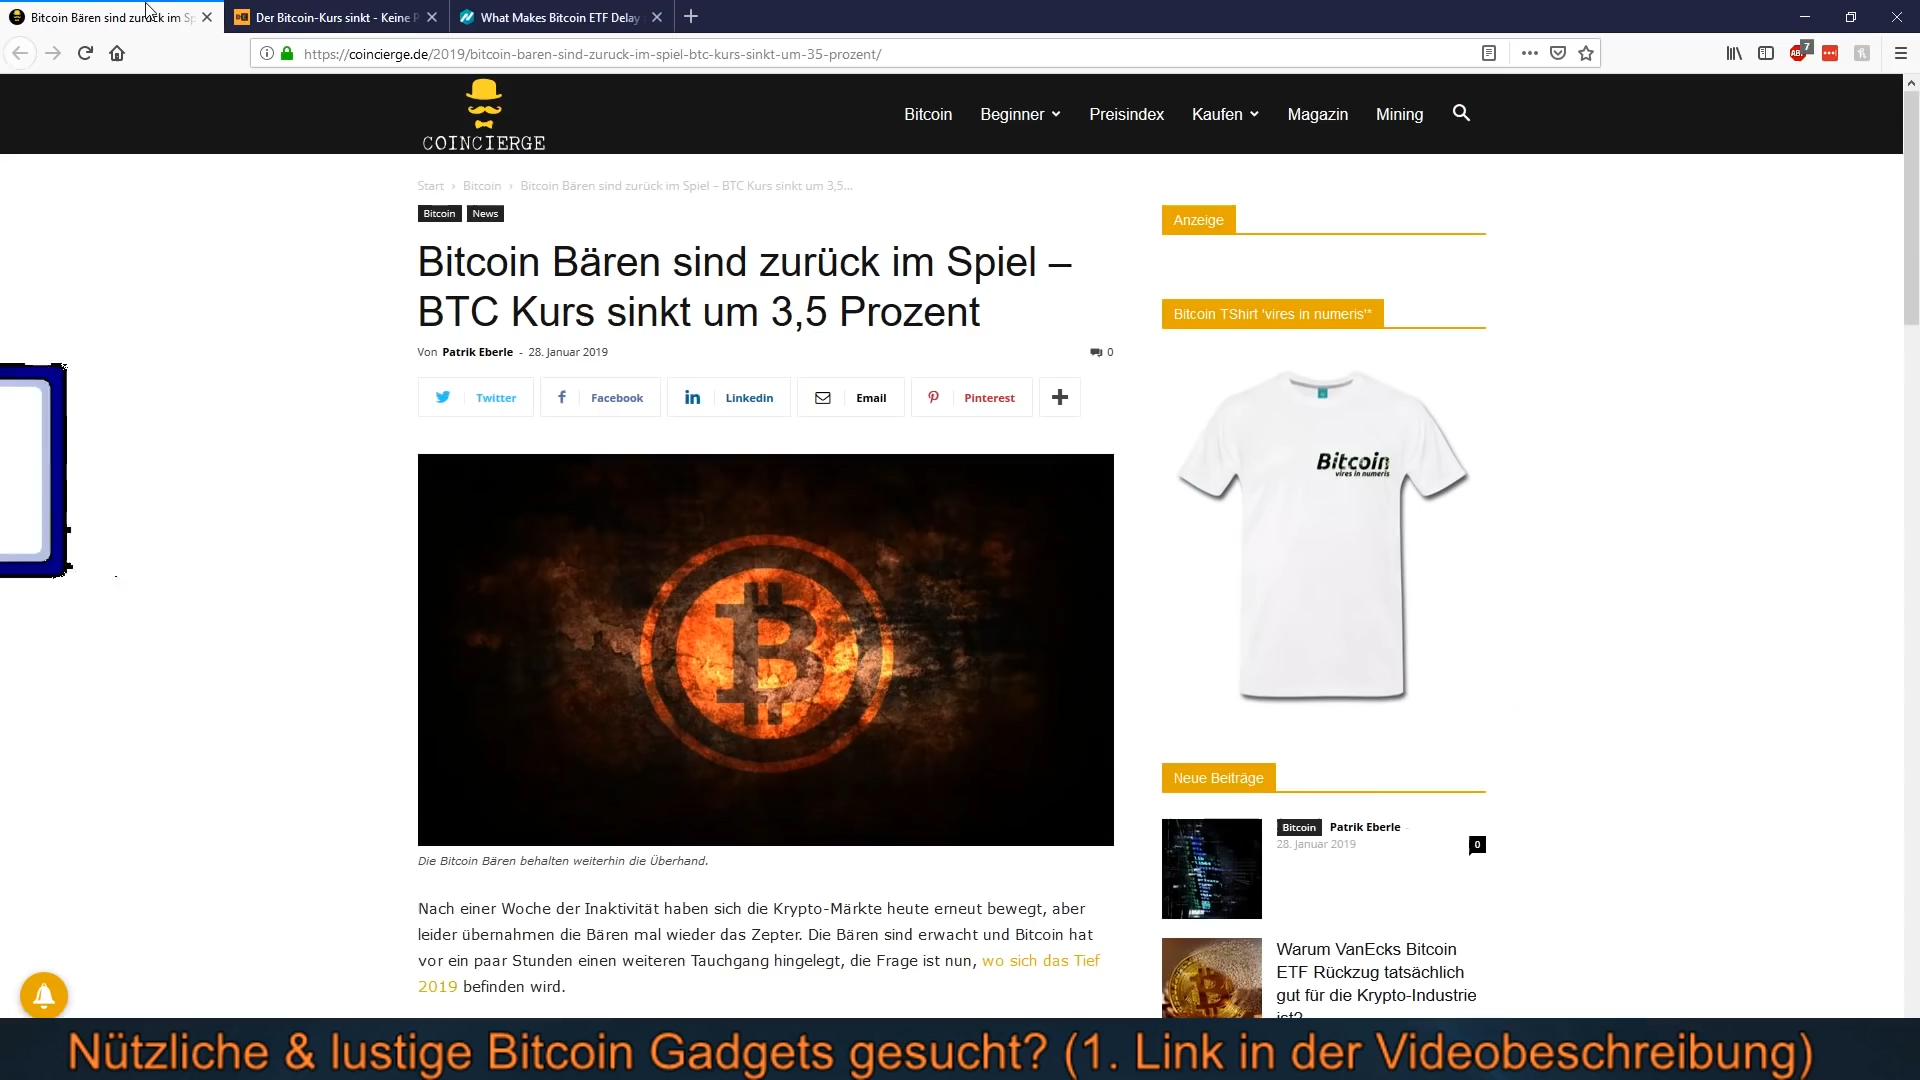 Bitcoin Bären sind zurück im Sp
Der Bitcoin-Kurs sinkt - Keine P
What Makes Bitcoin ETF Delay
https://coincierge.de/2019/bitcoin-baren-sind-zuruck-im-spiel-btc-kurs-sinkt-um-35-prozent/
7
COINCIERGE
Bitcoin
Beginner
Preisindex
Kaufen
Magazin
Mining
Start › Bitcoin › Bitcoin Bären sind zurück im Spiel – BTC Kurs sinkt um 3,5...
Bitcoin
News
Bitcoin Bären sind zurück im Spiel –
BTC Kurs sinkt um 3,5 Prozent
Von Patrik Eberle - 28. Januar 2019
0
Twitter
Facebook
Linkedin
Email
Pinterest
Die Bitcoin Bären behalten weiterhin die Überhand.
Nach einer Woche der Inaktivität haben sich die Krypto-Märkte heute erneut bewegt, aber
leider übernahmen die Bären mal wieder das Zepter. Die Bären sind erwacht und Bitcoin hat
vor ein paar Stunden einen weiteren Tauchgang hingelegt, die Frage ist nun, wo sich das Tief
2019 befinden wird.
Anzeige
Bitcoin TShirt 'vires in numeris'*
Bitcoin
vires in numeris
Neue Beiträge
Bitcoin Patrik Eberle -
28. Januar 2019
0
Warum VanEcks Bitcoin
ETF Rückzug tatsächlich
gut für die Krypto-Industrie
ist?
Nützliche & lustige Bitcoin Gadgets gesucht? (1. Link in der Videobeschreibung)